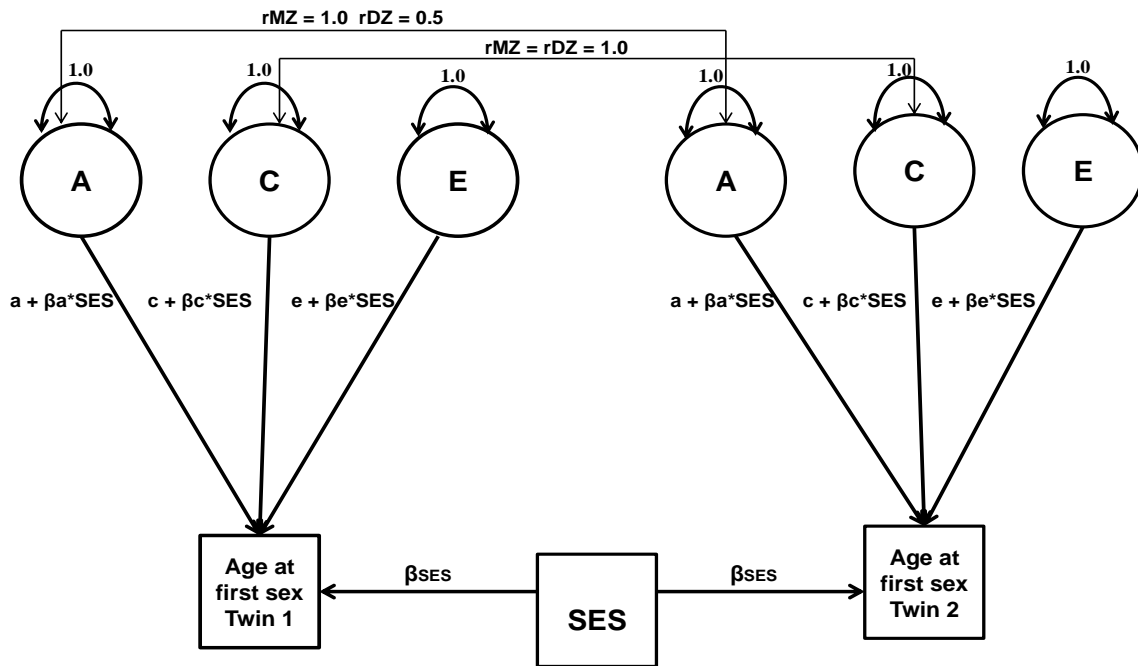 rMZ = 1.0 rDZ = 0.5
rMZ = rDZ = 1.0
1.0 1.0 1.0 1.0 1.0 1.0
A C E A C E
a + βa*SES c + βc*SES e + βe*SES a + βa*SES c + βc*SES e + βe*SES
Age at
first sex
Twin 1
βSES
SES
βSES
Age at
first sex
Twin 2